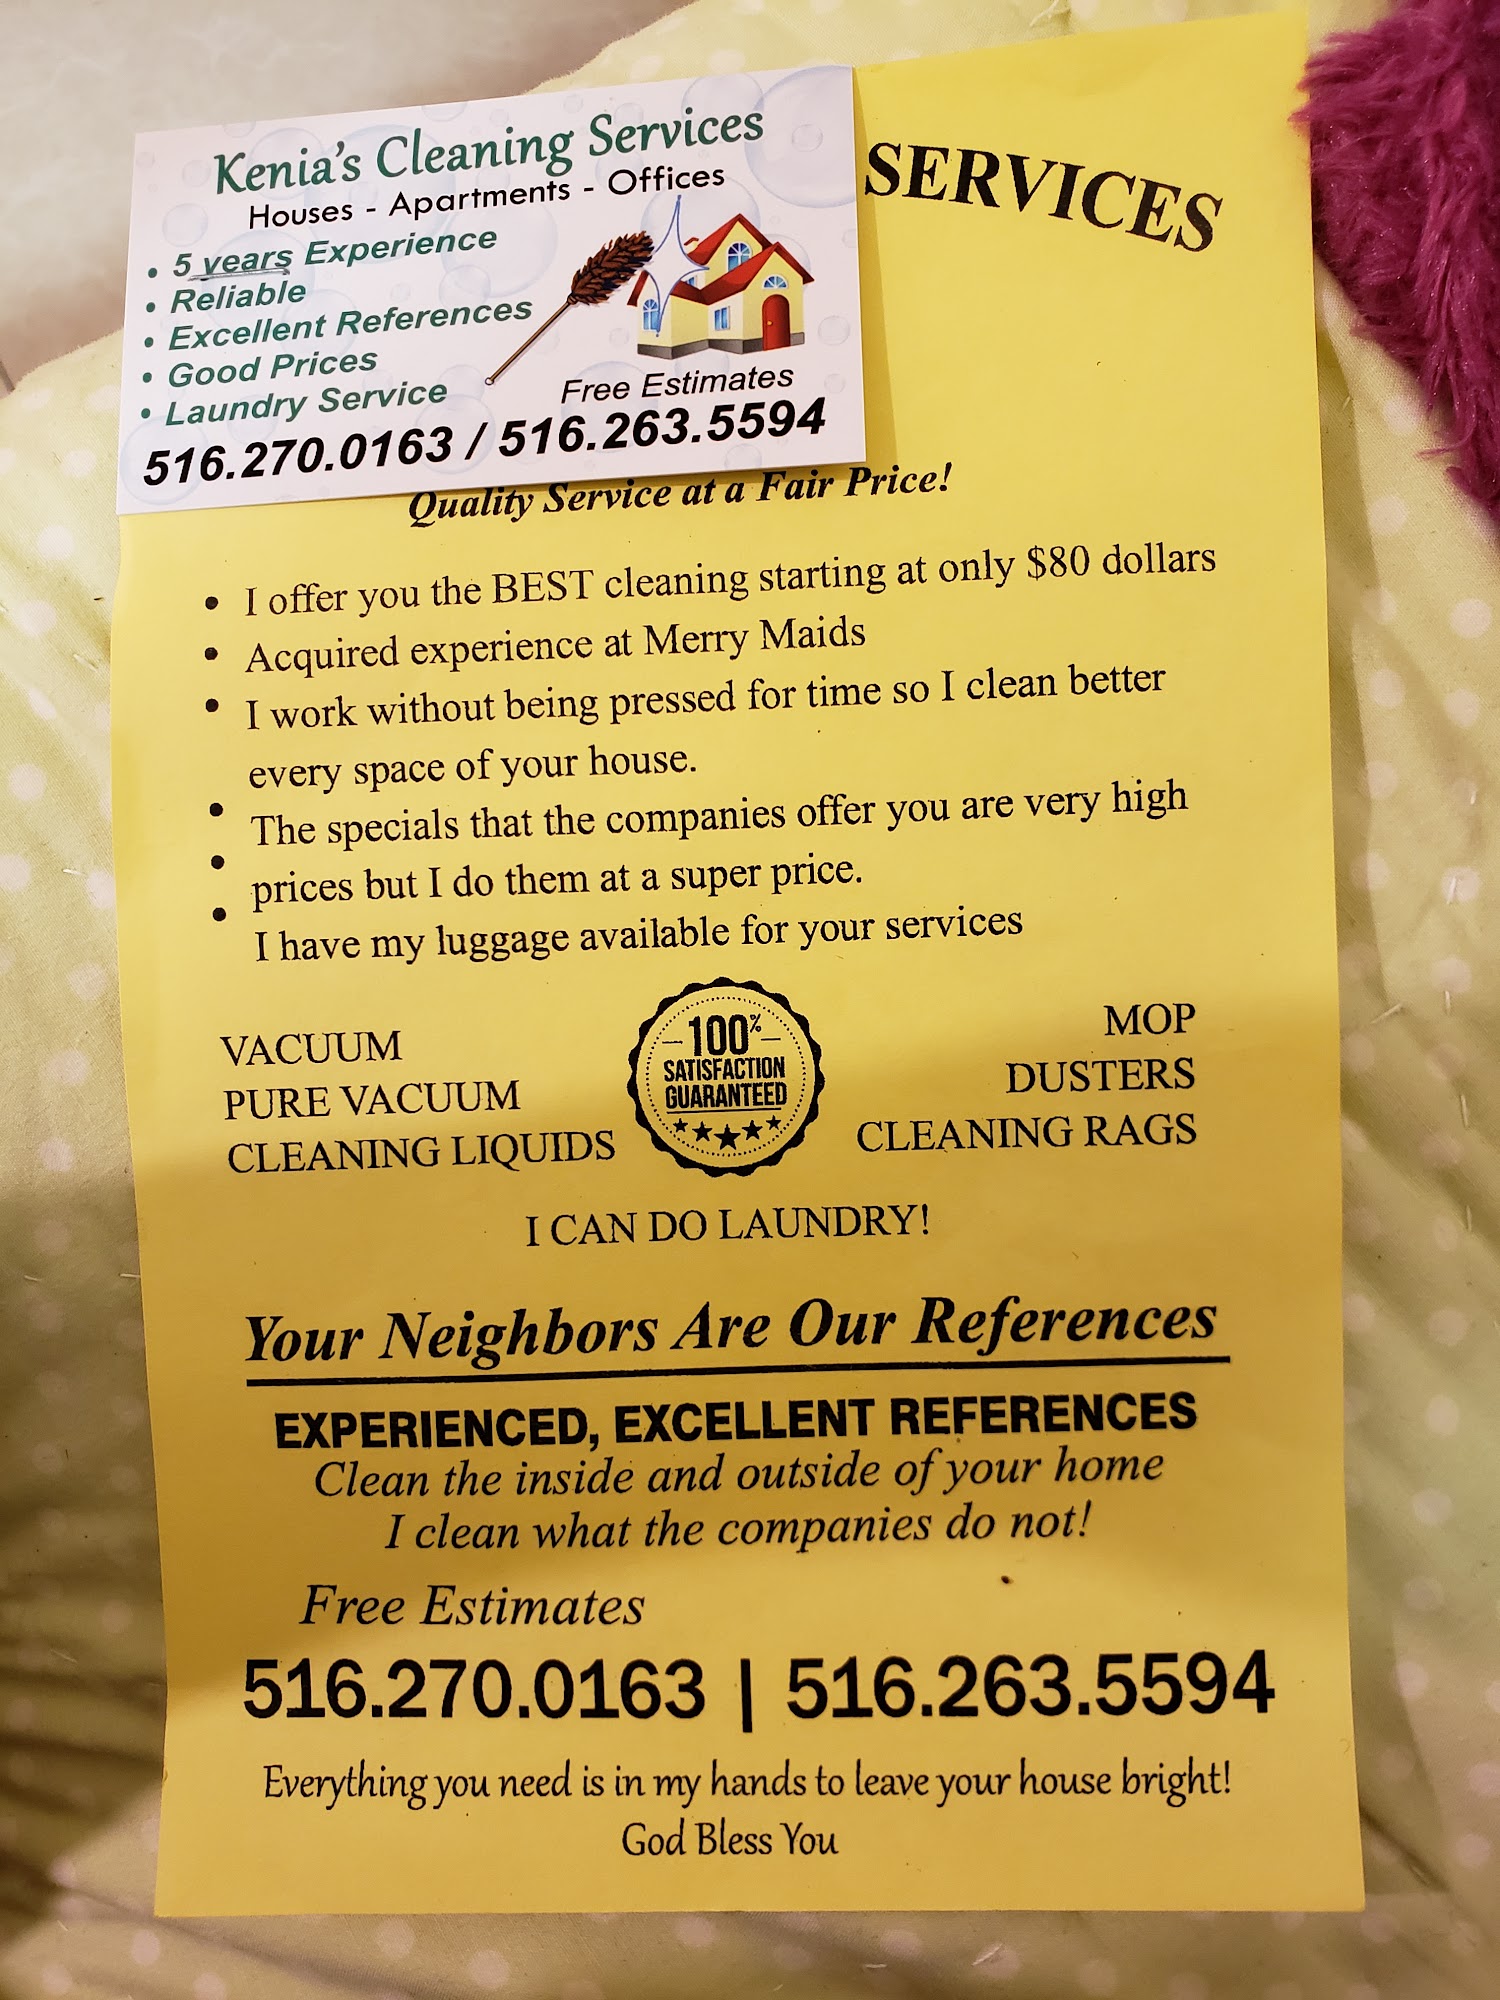 Kenia's Cleaning Services
Houses - Apartments - Offices
• 5 years Experience
• Reliable
• Excellent References
• Good Prices
• Laundry Service
Free Estimates
516.270.0163 / 516.263.5594
SERVICES
Quality Service at a Fair Price!
• I offer you the BEST cleaning starting at only $80 dollars
• Acquired experience at Merry Maids
• I work without being pressed for time so I clean better
every space of your house.
• The specials that the companies offer you are very high
• prices but I do them at a super price.
• I have my luggage available for your services
VACUUM
PURE VACUUM
CLEANING LIQUIDS
100%
SATISFACTION
GUARANTEED
MOP
DUSTERS
CLEANING RAGS
I CAN DO LAUNDRY!
Your Neighbors Are Our References
EXPERIENCED, EXCELLENT REFERENCES
Clean the inside and outside of your home
I clean what the companies do not!
Free Estimates
516.270.0163 | 516.263.5594
Everything you need is in my hands to leave your house bright!
God Bless You